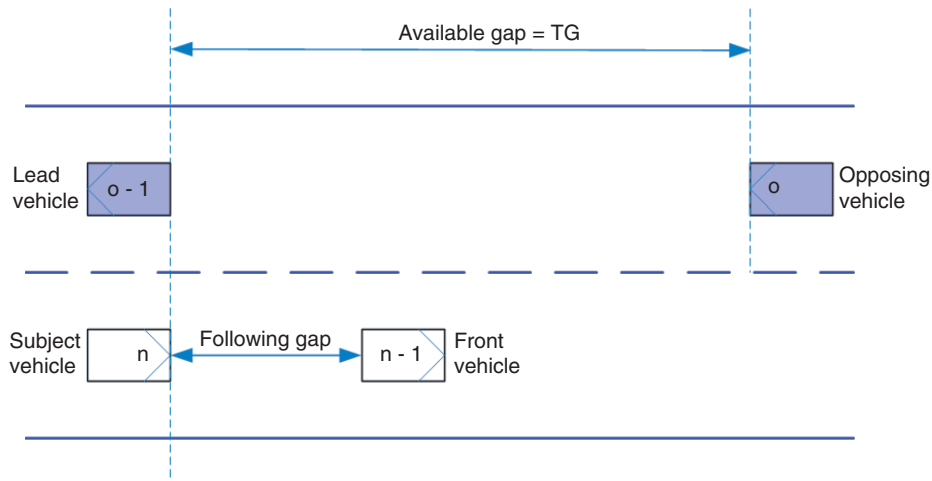 Available gap = TG
Lead
vehicle
o - 1
o
Opposing
vehicle
Subject
vehicle
n
Following gap
n - 1
Front
vehicle